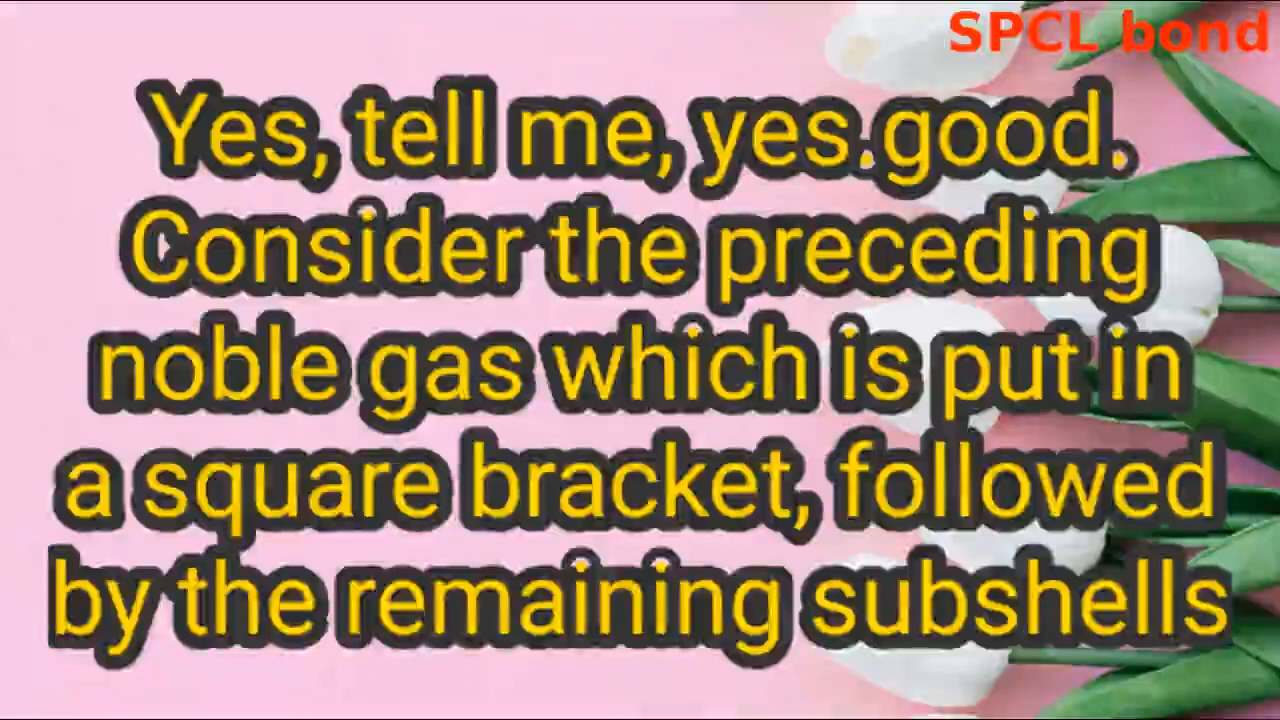 SPCL bond
Yes, tell me, yes.good.
Consider the preceding
noble gas which is put in
a square bracket, followed
by the remaining subshells